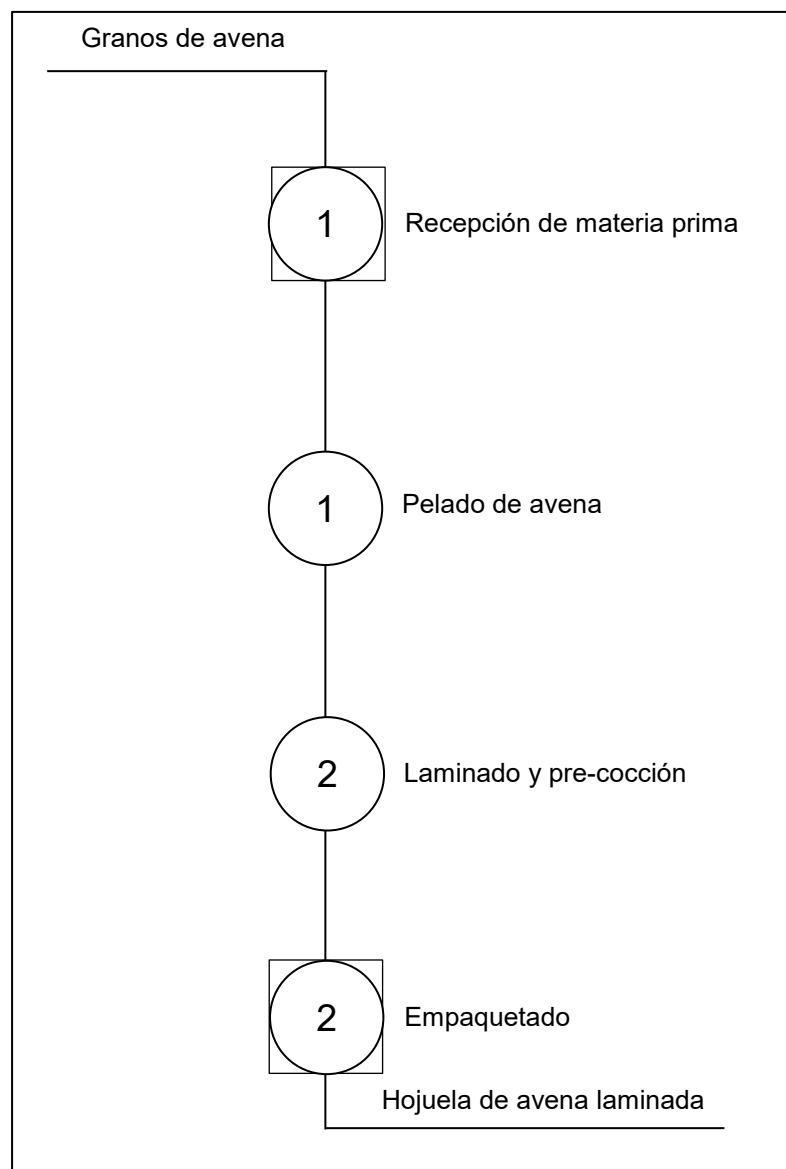 Granos de avena
1
Recepción de materia prima
1
Pelado de avena
2
Laminado y pre-cocción
2
Empaquetado
Hojuela de avena laminada